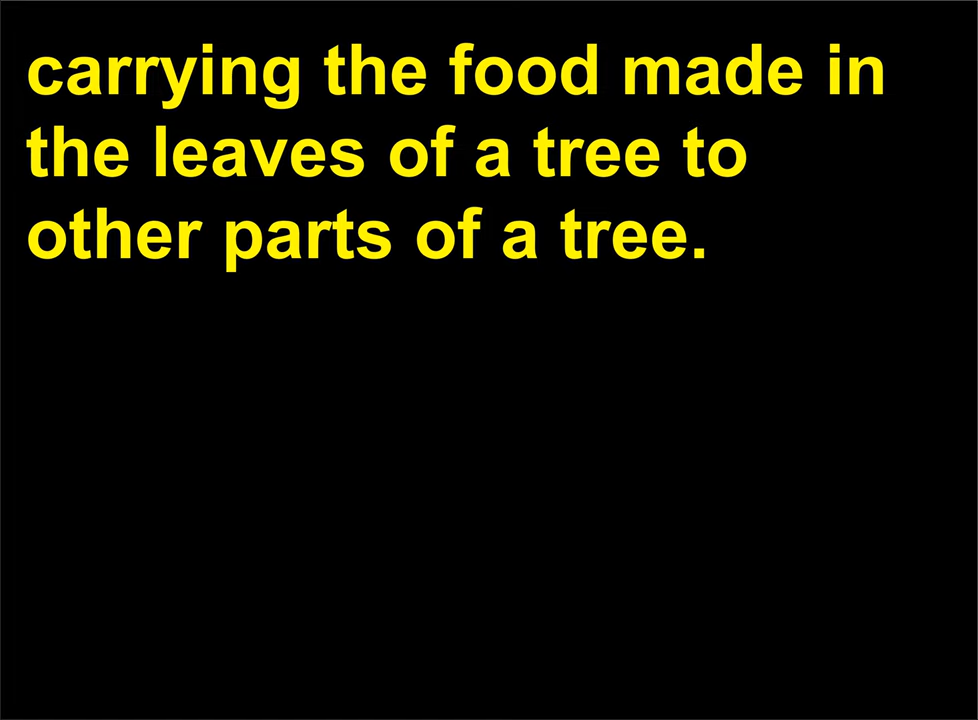 carrying the food made in
the leaves of a tree to
other parts of a tree.